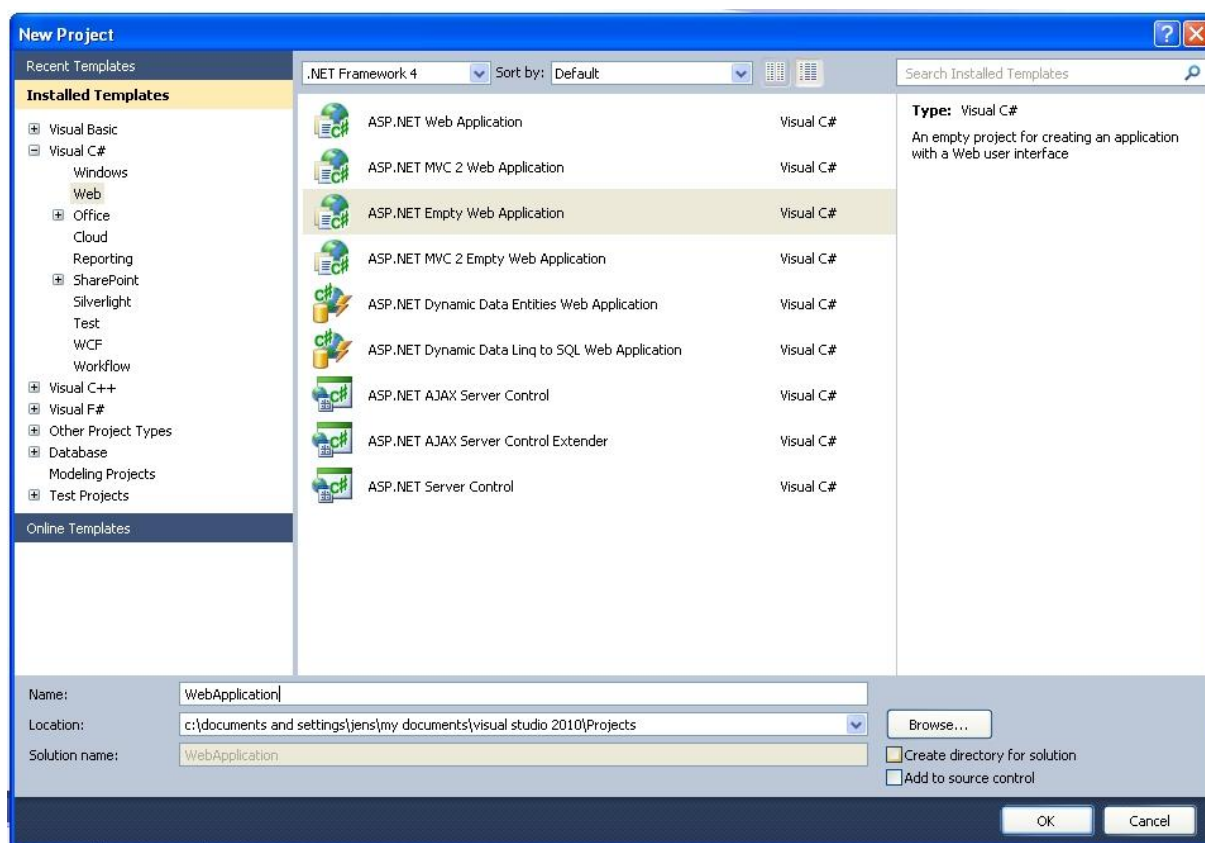 New Project
Recent Templates
Installed Templates
Visual Basic
Visual C#
Windows
Web
Office
Cloud
Reporting
SharePoint
Silverlight
Test
WCF
Workflow
Visual C++
Visual F#
Other Project Types
Database
Modeling Projects
Test Projects
Online Templates
.NET Framework 4 Sort by: Default
ASP.NET Web Application Visual C#
ASP.NET MVC 2 Web Application Visual C#
ASP.NET Empty Web Application Visual C#
ASP.NET MVC 2 Empty Web Application Visual C#
ASP.NET Dynamic Data Entities Web Application Visual C#
ASP.NET Dynamic Data Linq to SQL Web Application Visual C#
ASP.NET AJAX Server Control Visual C#
ASP.NET AJAX Server Control Extender Visual C#
ASP.NET Server Control Visual C#
Search Installed Templates
Type: Visual C#
An empty project for creating an application
with a Web user interface
Name: WebApplication
Location: c:\documents and settings\jens\my documents\visual studio 2010\Projects Browse...
Solution name: WebApplication Create directory for solution
Add to source control
OK Cancel